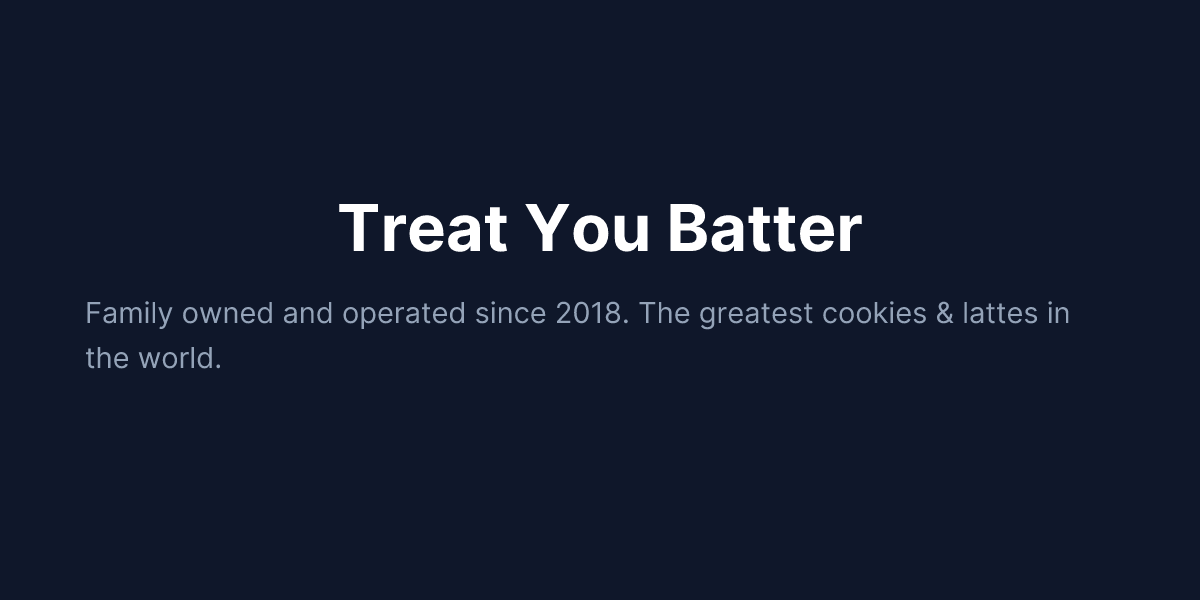 Treat You Batter
Family owned and operated since 2018. The greatest cookies & lattes in
the world.